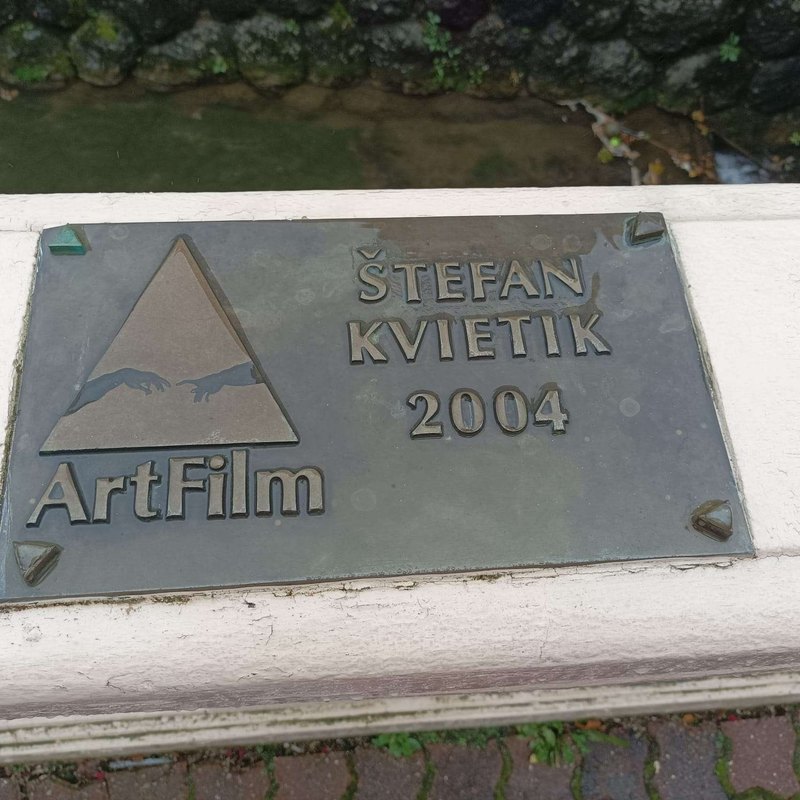 ŠTEFAN
KVIETIK
2004
ArtFilm